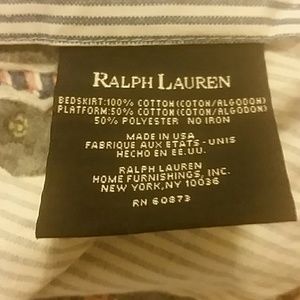 RALPH LAUREN
BEDSKIRT:100% COTTON(COTON/ALGODON)
PLATFORM:50% COTTON(COTON/ALGODON)
50% POLYESTER NO IRON
MADE IN USA
FABRIQUE AUX ETATS - UNIS
HECHO EN EE.UU.
RALPH LAUREN
HOME FURNISHINGS, INC.
NEW YORK,NY 10036
RN 60873